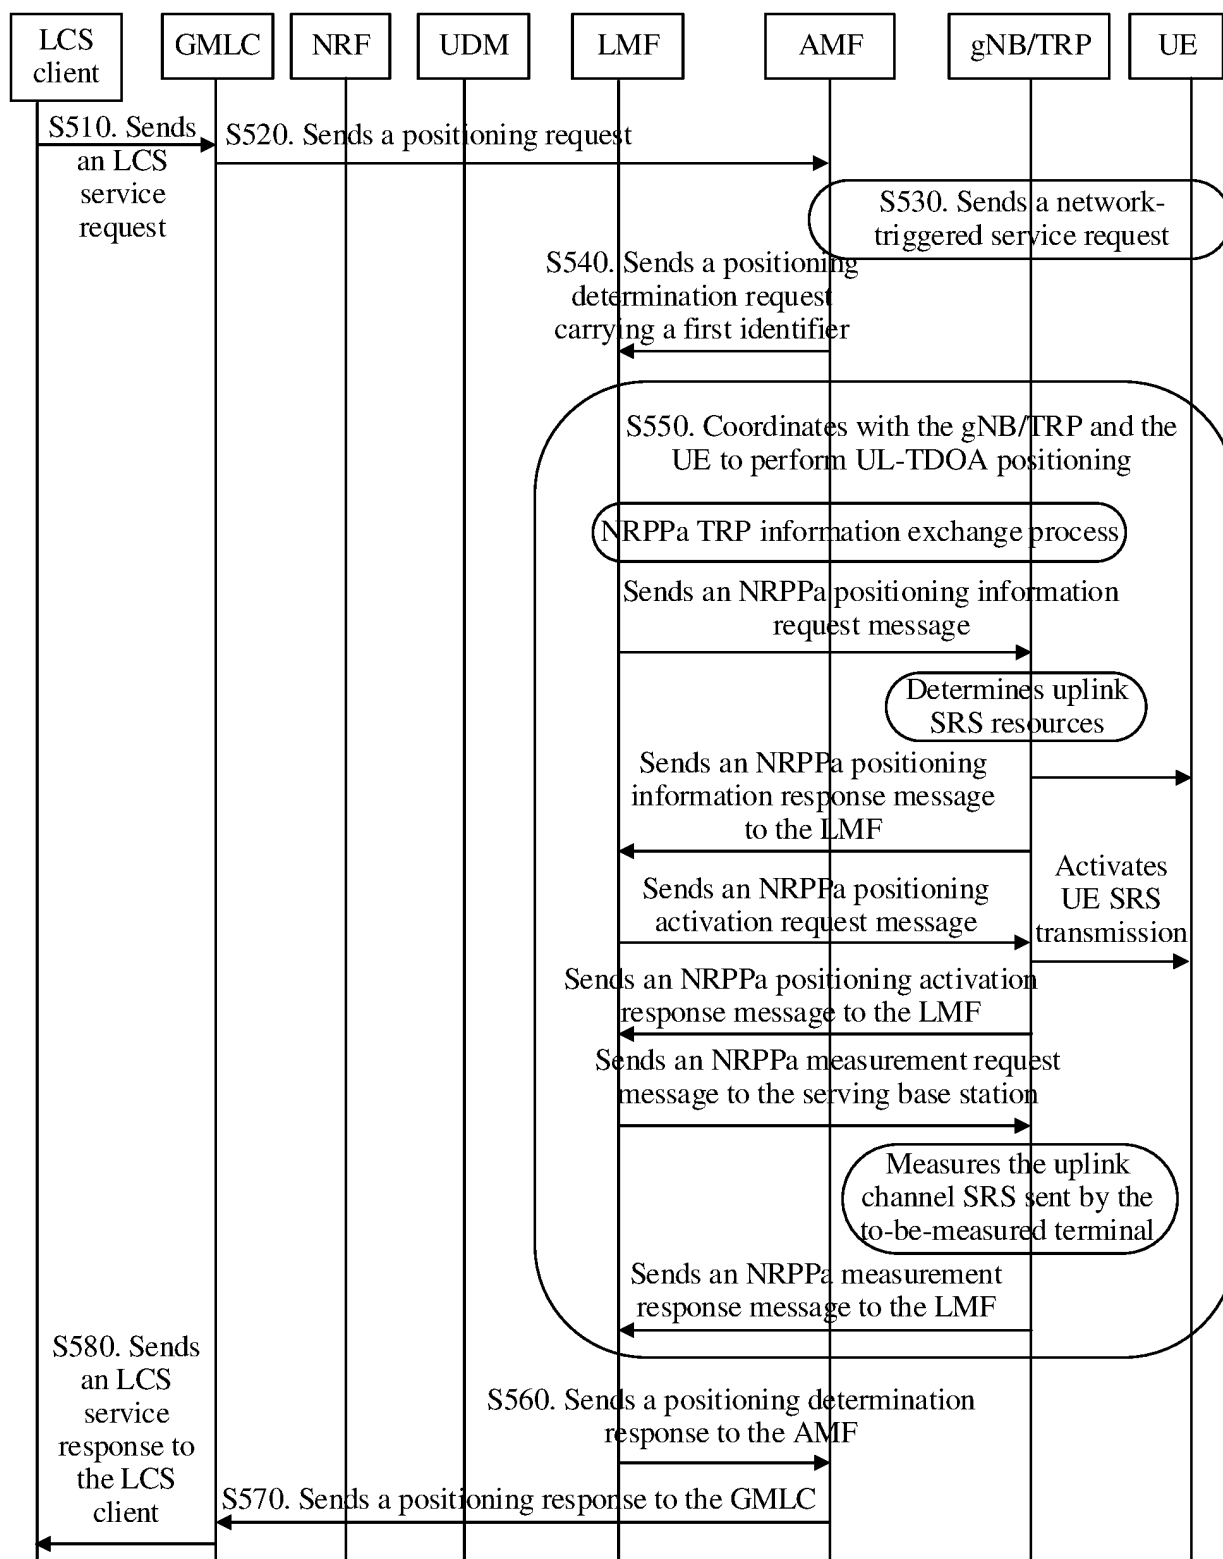 LCS
client
GMLC
NRF
UDM
LMF
AMF
gNB/TRP
UE
S510. Sends
an LCS
service
request
S520. Sends a positioning request
S530. Sends a network-
triggered service request
S540. Sends a positioning
determination request
carrying a first identifier
S550. Coordinates with the gNB/TRP and the
UE to perform UL-TDOA positioning
NRPPa TRP information exchange process
Sends an NRPPa positioning information
request message
Determines uplink
SRS resources
Sends an NRPPa positioning
information response message
to the LMF
Activates
UE SRS
transmission
Sends an NRPPa positioning
activation request message
Sends an NRPPa positioning activation
response message to the LMF
Sends an NRPPa measurement request
message to the serving base station
Measures the uplink
channel SRS sent by the
to-be-measured terminal
Sends an NRPPa measurement
response message to the LMF
S560. Sends a positioning determination
response to the AMF
S570. Sends a positioning response to the GMLC
S580. Sends
an LCS
service
response to
the LCS
client